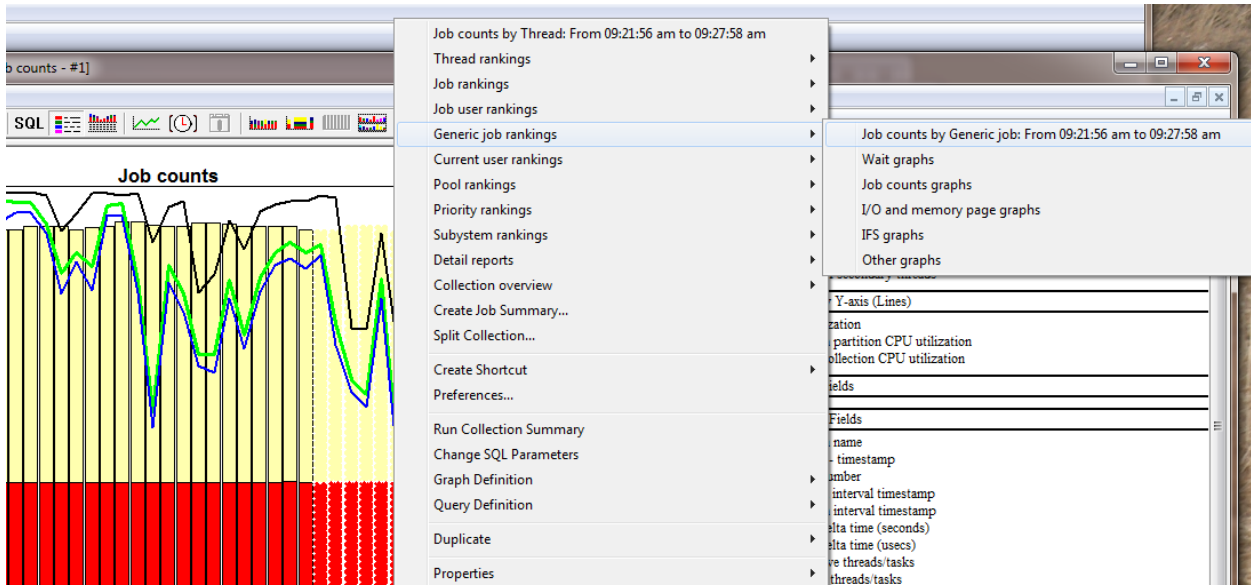 b counts - #1]
SQL
Job counts
Job counts by Thread: From 09:21:56 am to 09:27:58 am
Thread rankings
Job rankings
Job user rankings
Generic job rankings
Current user rankings
Pool rankings
Priority rankings
Subystem rankings
Detail reports
Collection overview
Create Job Summary...
Split Collection...
Create Shortcut
Preferences...
Run Collection Summary
Change SQL Parameters
Graph Definition
Query Definition
Duplicate
Properties
Job counts by Generic job: From 09:21:56 am to 09:27:58 am
Wait graphs
Job counts graphs
I/O and memory page graphs
IFS graphs
Other graphs
secondary threads
Y-axis (Lines)
zation
partition CPU utilization
ollection CPU utilization
ields
Fields
name
- timestamp
umber
interval timestamp
interval timestamp
elta time (seconds)
elta time (usecs)
ve threads/tasks
threads/tasks